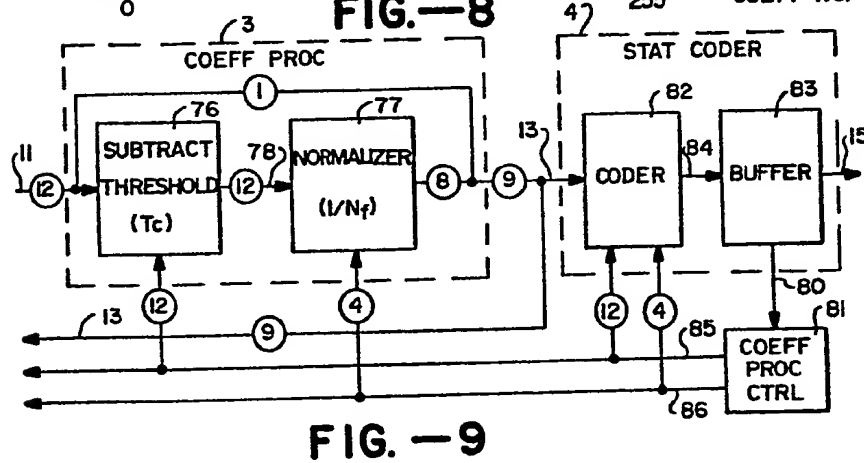 0
FIG.—8
255
3
COEFF PROC
4
STAT CODER
1
76
77
82
83
11
12
SUBTRACT
THRESHOLD
(Tc)
12
78
NORMALIZER
(1/Nf)
8
9
13
CODER
84
BUFFER
15
12
4
12
4
80
81
13
9
85
COEFF
PROC
CTRL
86
FIG. —9